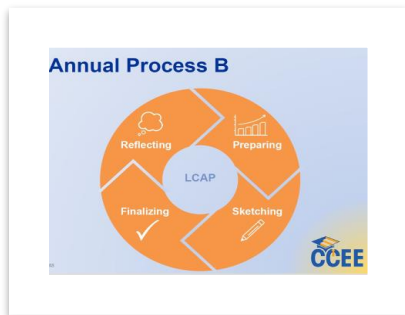 Annual Process B
Reflecting
Preparing
LCAP
Finalizing
Sketching
CCEE